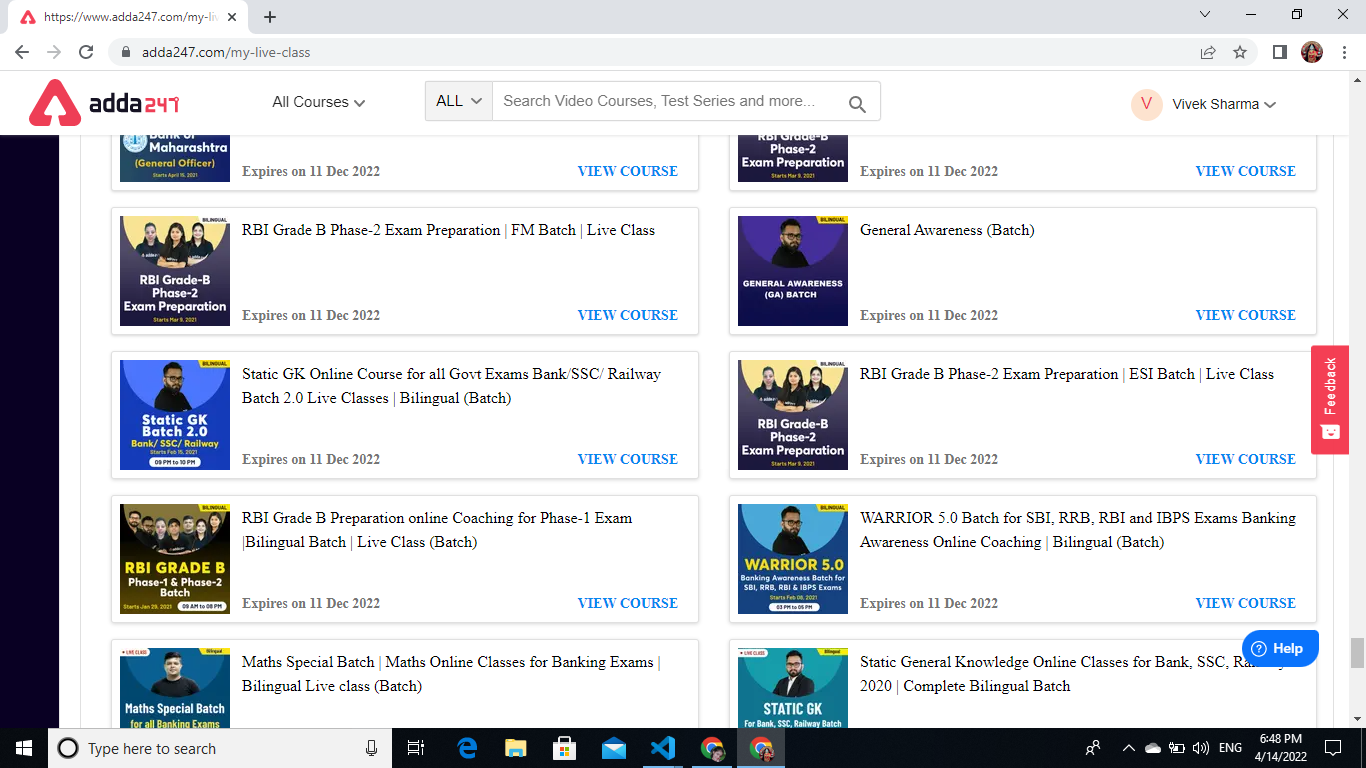 https://www.adda247.com/my-liv
adda247.com/my-live-class
adda247
All Courses
ALL
Search Video Courses, Test Series and more...
V
Vivek Sharma
Bank of
Maharashtra
(General Officer)
Starts April 15, 2021
Expires on 11 Dec 2022
VIEW COURSE
RBI Grade-B
Phase-2
Exam Preparation
Starts Mar 9, 2021
Expires on 11 Dec 2022
VIEW COURSE
BILINGUAL
RBI Grade-B
Phase-2
Exam Preparation
Starts Mar 9, 2021
RBI Grade B Phase-2 Exam Preparation | FM Batch | Live Class
Expires on 11 Dec 2022
VIEW COURSE
BILINGUAL
GENERAL AWARENESS
(GA) BATCH
General Awareness (Batch)
Expires on 11 Dec 2022
VIEW COURSE
BILINGUAL
Static GK
Batch 2.0
Bank/ SSC/ Railway
Starts Feb 15, 2021
09 PM to 10 PM
Static GK Online Course for all Govt Exams Bank/SSC/ Railway
Batch 2.0 Live Classes | Bilingual (Batch)
Expires on 11 Dec 2022
VIEW COURSE
BILINGUAL
RBI Grade-B
Phase-2
Exam Preparation
Starts Mar 9, 2021
RBI Grade B Phase-2 Exam Preparation | ESI Batch | Live Class
Expires on 11 Dec 2022
VIEW COURSE
Feedback
BILINGUAL
RBI GRADE B
Phase-1 & Phase-2
Batch
Starts Jan 29, 2021
09 AM to 08 PM
RBI Grade B Preparation online Coaching for Phase-1 Exam
|Bilingual Batch | Live Class (Batch)
Expires on 11 Dec 2022
VIEW COURSE
BILINGUAL
WARRIOR 5.0
Banking Awareness Batch for
SBI, RRB, RBI & IBPS Exams
Starts Feb 08, 2021
03 PM to 05 PM
WARRIOR 5.0 Batch for SBI, RRB, RBI and IBPS Exams Banking
Awareness Online Coaching | Bilingual (Batch)
Expires on 11 Dec 2022
VIEW COURSE
LIVE CLASS
Bilingual
Maths Special Batch
for all Banking Exams
Maths Special Batch | Maths Online Classes for Banking Exams |
Bilingual Live class (Batch)
LIVE CLASS
Bilingual
STATIC GK
For Bank, SSC, Railway Batch
Static General Knowledge Online Classes for Bank, SSC,
2020 | Complete Bilingual Batch
Help
Type here to search
ENG
6:48 PM
4/14/2022